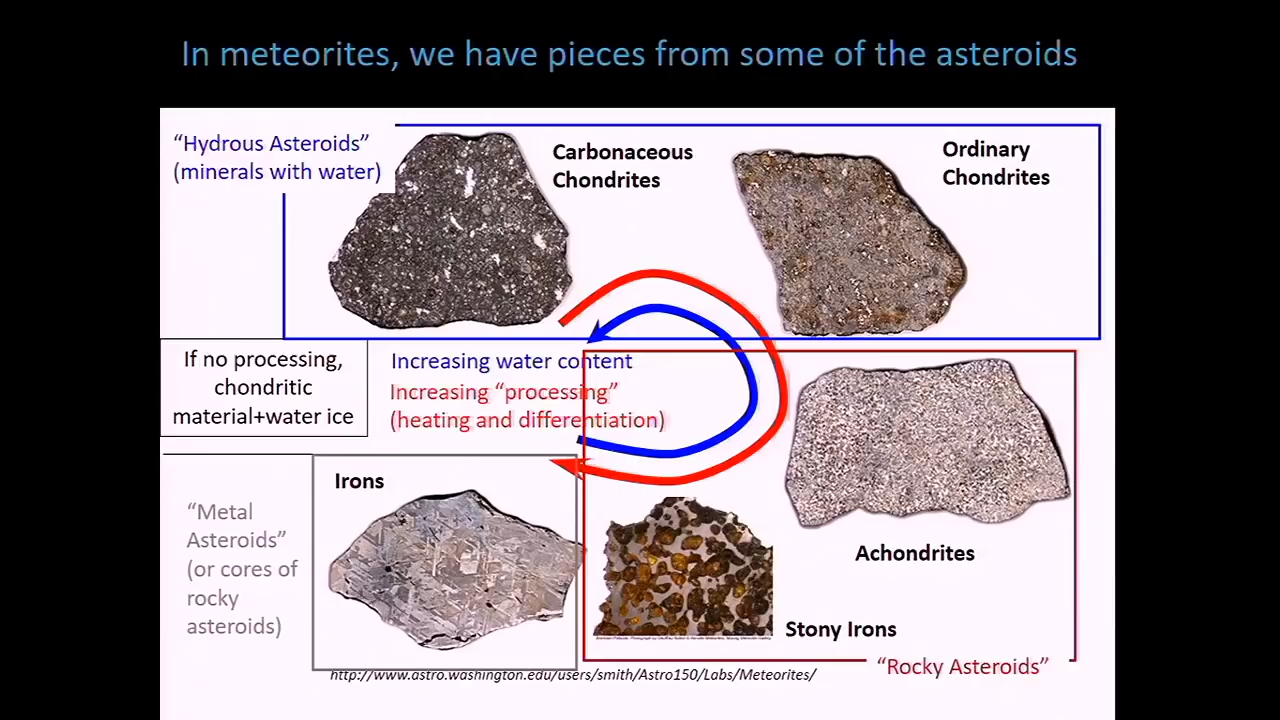 In meteorites, we have pieces from some of the asteroids
“Hydrous Asteroids”
(minerals with water)
Carbonaceous
Chondrites
Ordinary
Chondrites
If no processing,
chondritic
material+water ice
Increasing water content
Increasing “processing”
(heating and differentiation)
Irons
“Metal
Asteroids”
(or cores of
rocky
asteroids)
Achondrites
Stony Irons
“Rocky Asteroids”
http://www.astro.washington.edu/users/smith/Astro150/Labs/Meteorites/